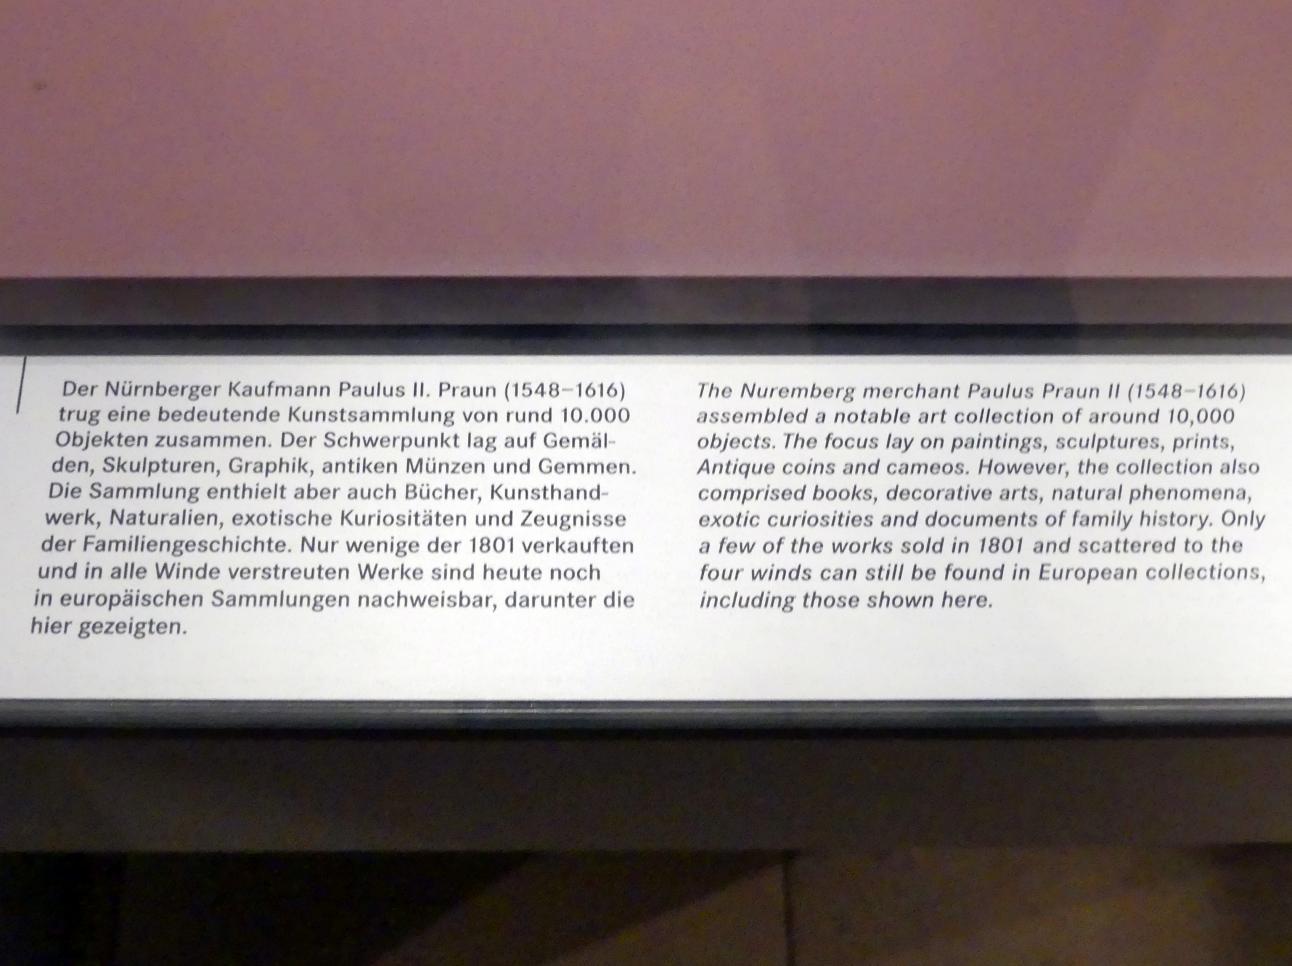 Der Nürnberger Kaufmann Paulus II. Praun (1548–1616)
trug eine bedeutende Kunstsammlung von rund 10.000
Objekten zusammen. Der Schwerpunkt lag auf Gemäl-
den, Skulpturen, Graphik, antiken Münzen und Gemmen.
Die Sammlung enthielt aber auch Bücher, Kunsthand-
werk, Naturalien, exotische Kuriositäten und Zeugnisse
der Familiengeschichte. Nur wenige der 1801 verkauften
und in alle Winde verstreuten Werke sind heute noch
in europäischen Sammlungen nachweisbar, darunter die
hier gezeigten.
The Nuremberg merchant Paulus Praun II (1548–1616)
assembled a notable art collection of around 10,000
objects. The focus lay on paintings, sculptures, prints,
Antique coins and cameos. However, the collection also
comprised books, decorative arts, natural phenomena,
exotic curiosities and documents of family history. Only
a few of the works sold in 1801 and scattered to the
four winds can still be found in European collections,
including those shown here.